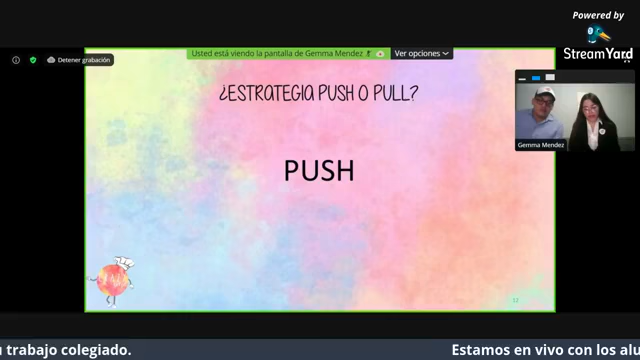 Powered by
StreamYard
Usted está viendo la pantalla de Gemma Mendez
Ver opciones
Detener grabación
¿ESTRATEGIA PUSH O PULL?
PUSH
Gemma Mendez
12
u trabajo colegiado.
Estamos en vivo con los alu